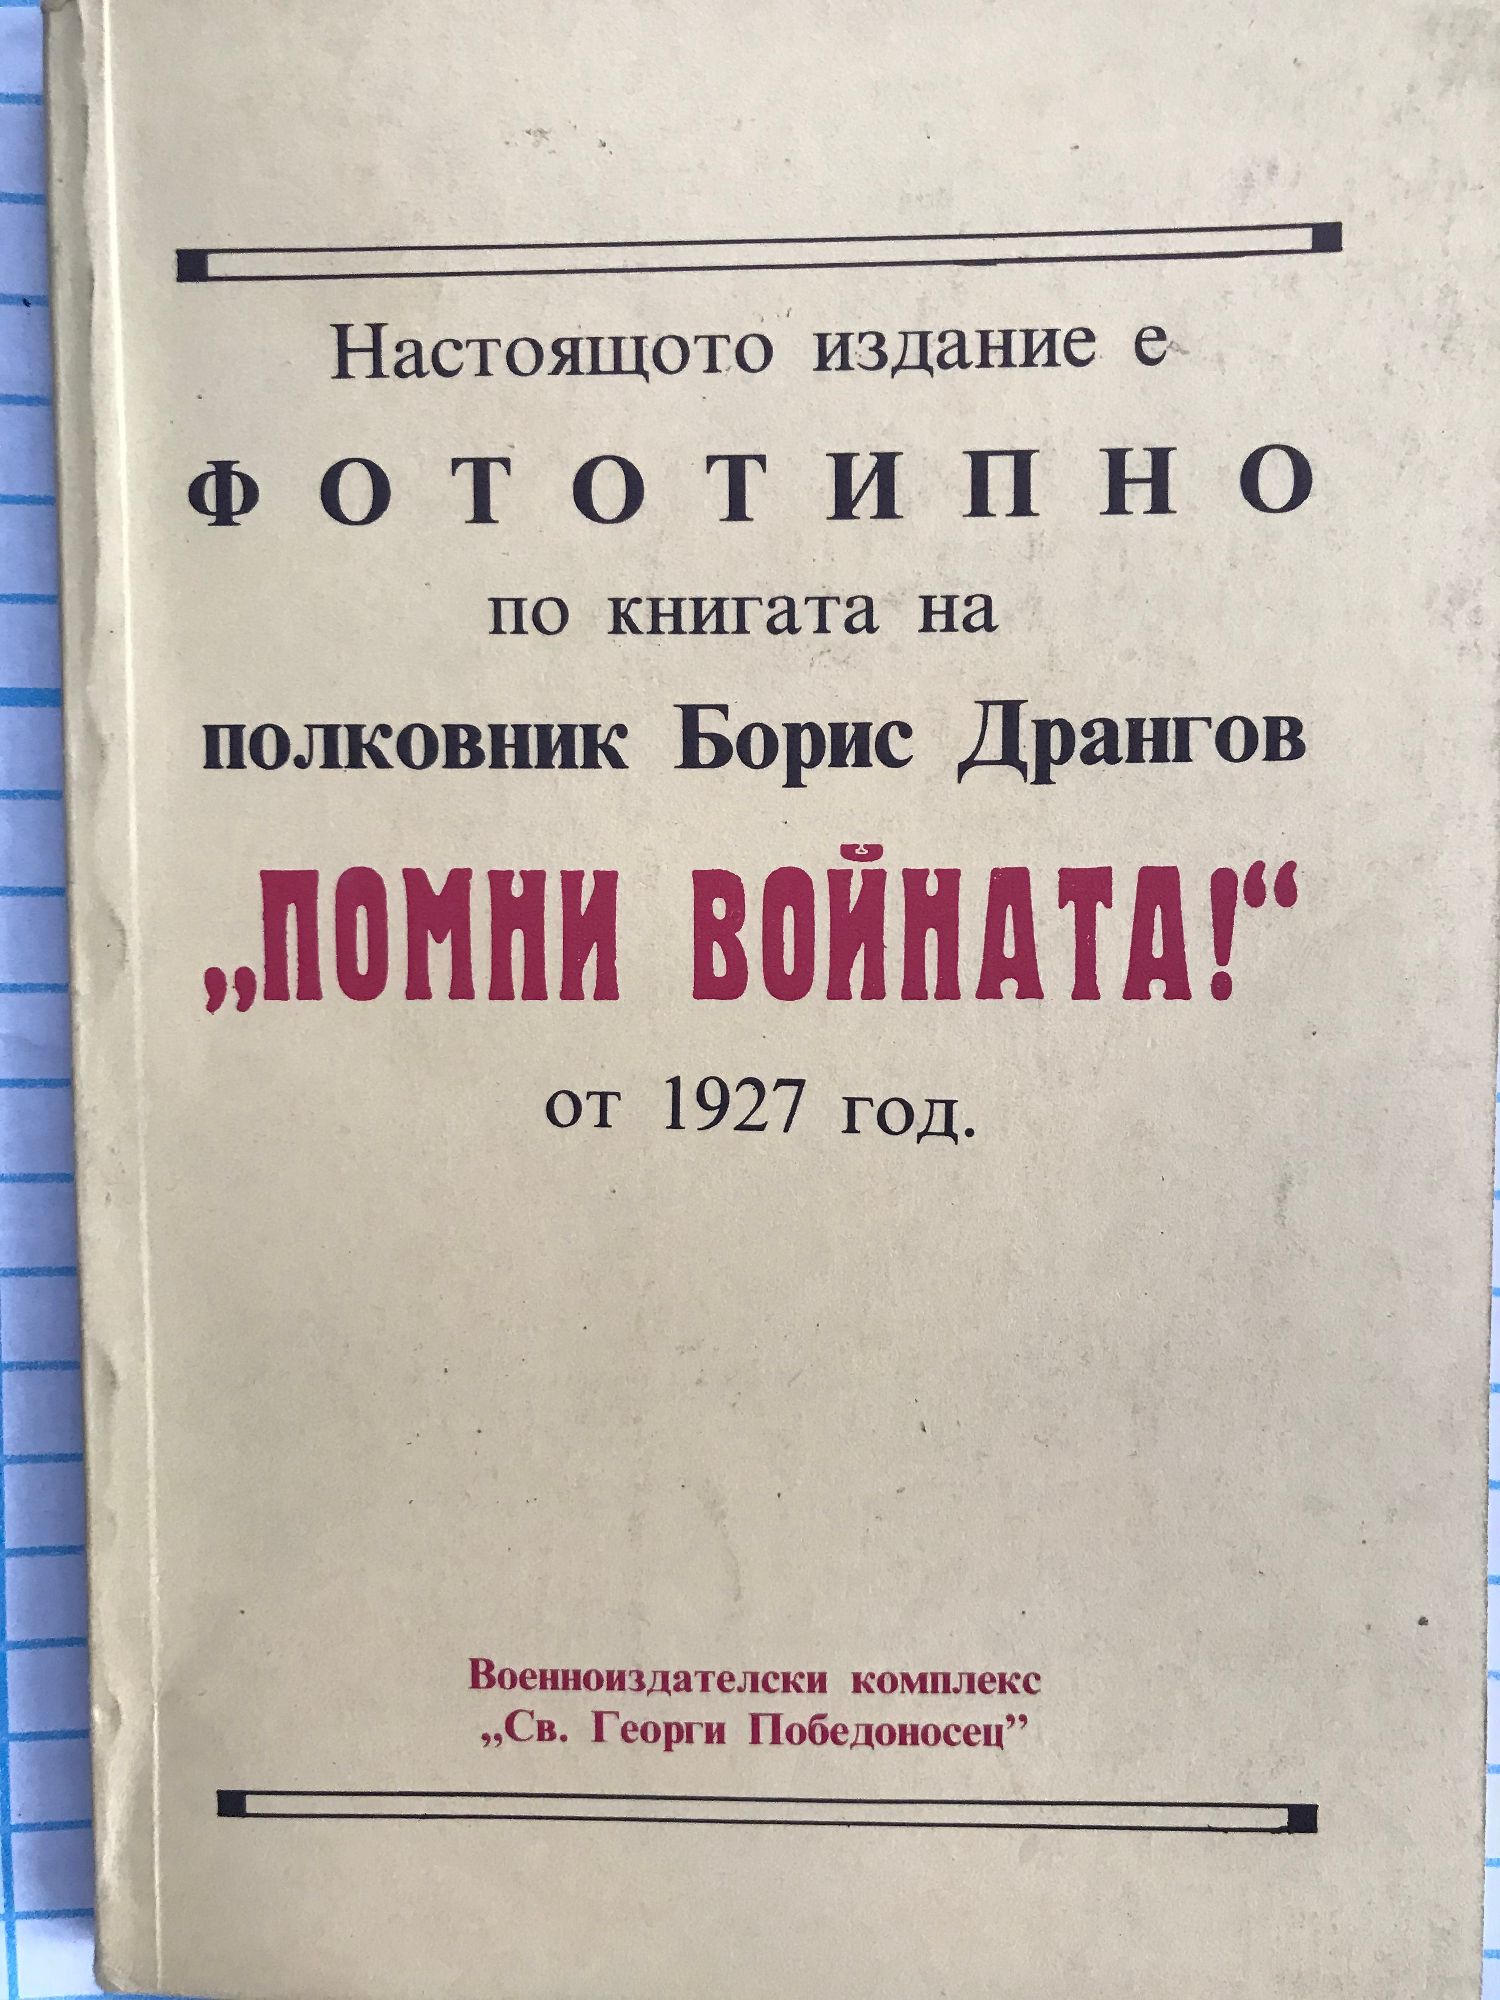 Настоящото издание е
ФОТОТИПНО
по книгата на
полковник Борис Дрангов
„ПОМНИ ВОЙНАТА!“
от 1927 год.
Военноиздателски комплекс
„Св. Георги Победоносец”